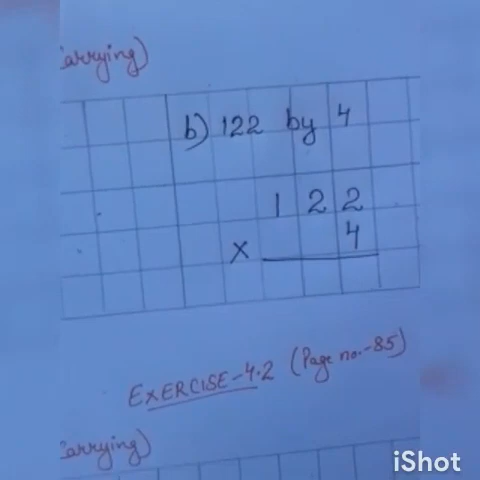 arrying)
b) 122 by 4
1 2 2
x 4
EXERCISE-4.2 (Page no.-85)
arrying)
iShot